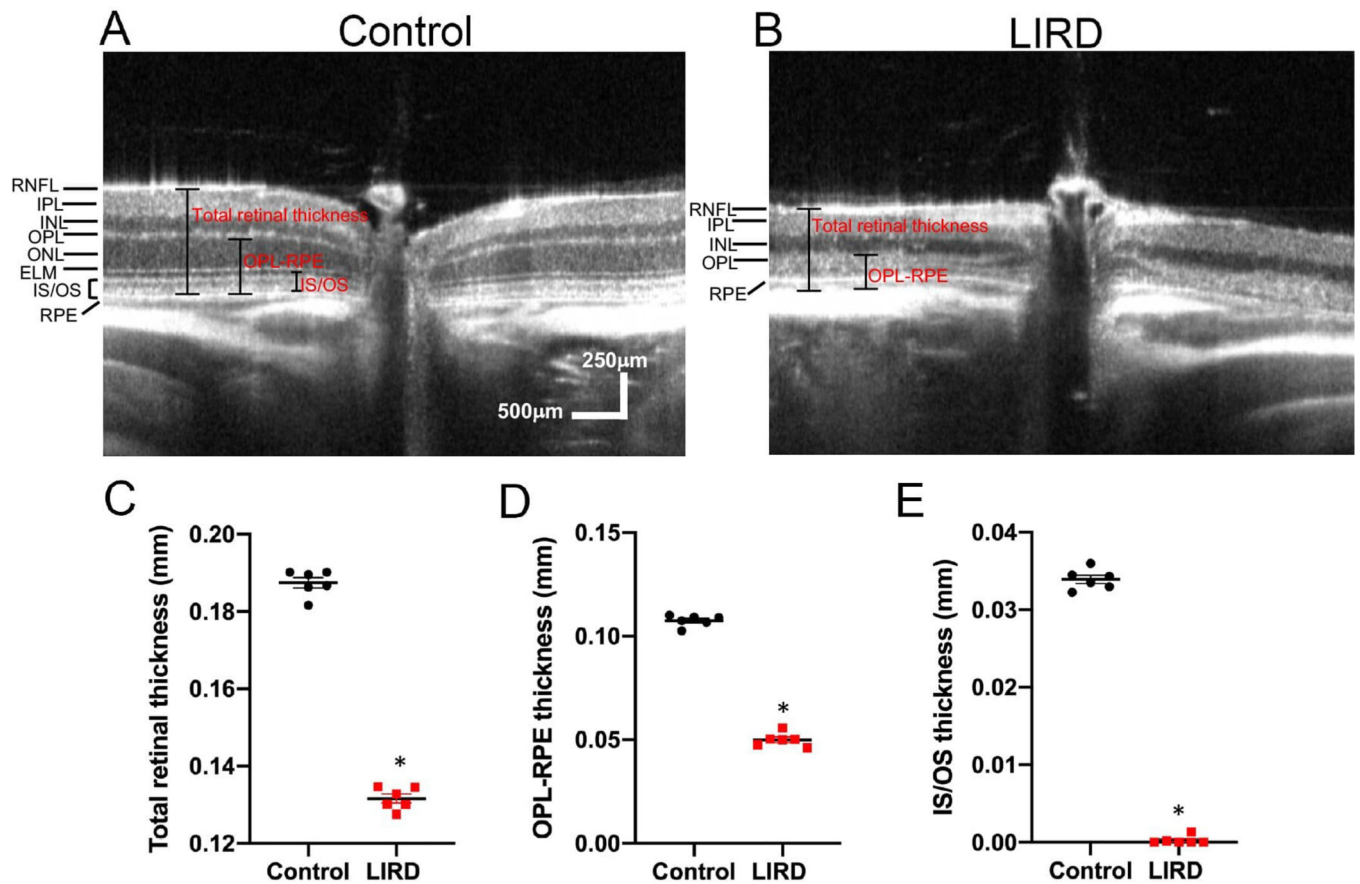 A
Control
B
LIRD
RNFL
IPL
INL
OPL
ONL
ELM
IS/OS
RPE
Total retinal thickness
OPL-RPE
IS/OS
250μm
500μm
RNFL
IPL
INL
OPL
RPE
Total retinal thickness
OPL-RPE
C
Total retinal thickness (mm)
0.20
0.18
0.16
0.14
0.12
*
Control
LIRD
D
OPL-RPE thickness (mm)
0.15
0.10
0.05
0.00
*
Control
LIRD
E
IS/OS thickness (mm)
0.04
0.03
0.02
0.01
0.00
*
Control
LIRD